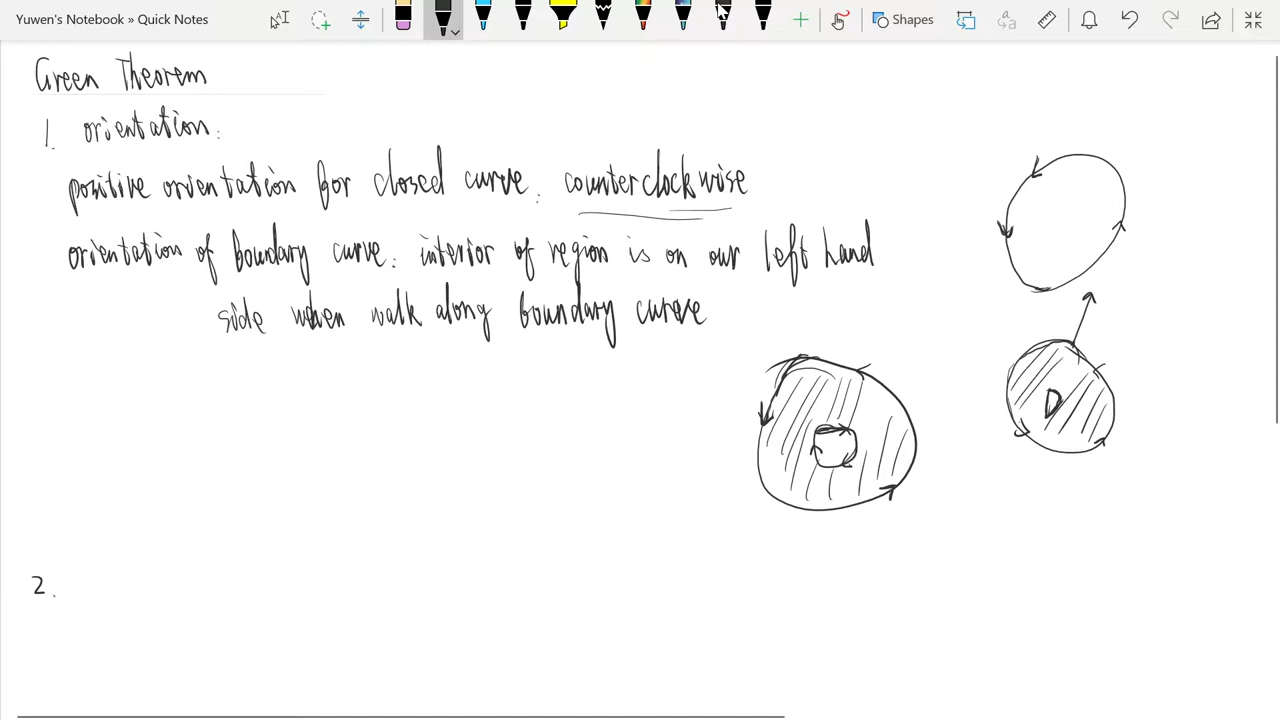 Yuwen's Notebook » Quick Notes
Shapes
Green Theorem
1. orientation:
positive orientation for closed curve: counterclockwise
orientation of boundary curve: interior of region is on our left hand
side when walk along boundary curve
D
2.